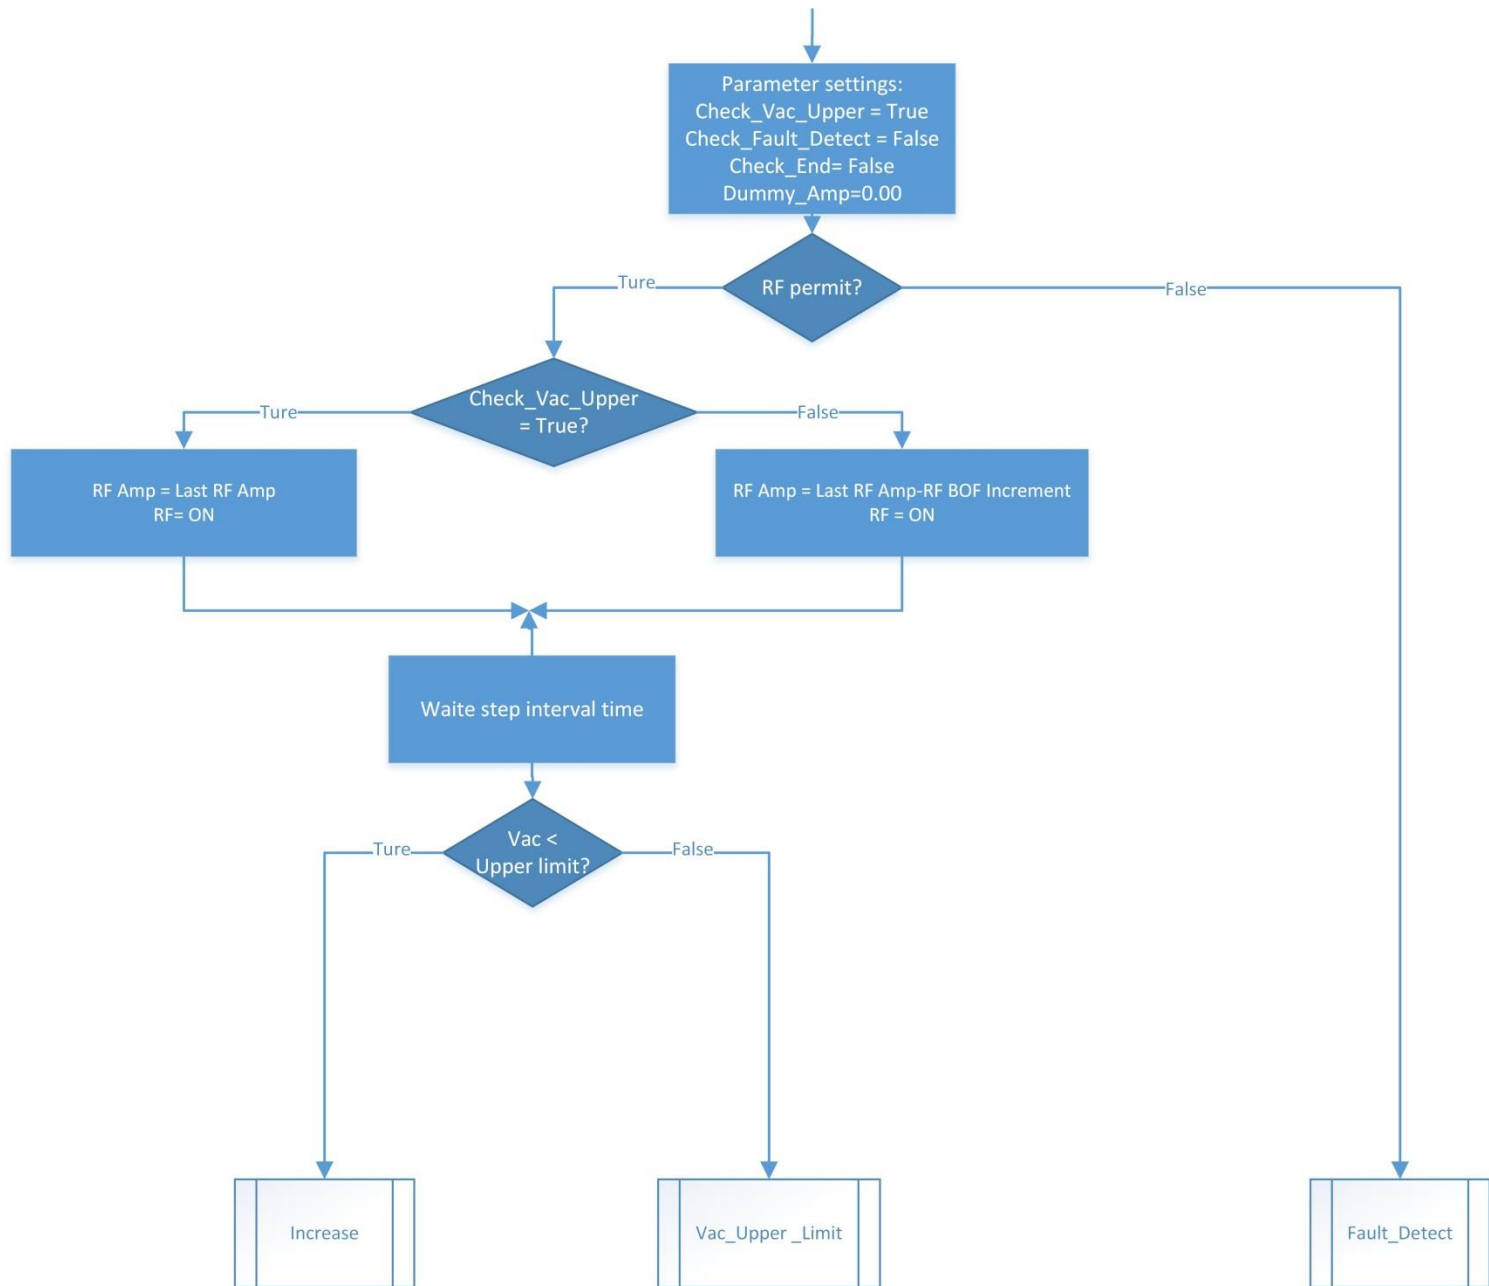 Parameter settings:
Check_Vac_Upper = True
Check_Fault_Detect = False
Check_End= False
Dummy_Amp=0.00
RF permit?
Ture
False
Check_Vac_Upper
= True?
Ture
False
RF Amp = Last RF Amp
RF= ON
RF Amp = Last RF Amp-RF BOF Increment
RF = ON
Waite step interval time
Vac <
Upper limit?
Ture
False
Increase
Vac_Upper _Limit
Fault_Detect